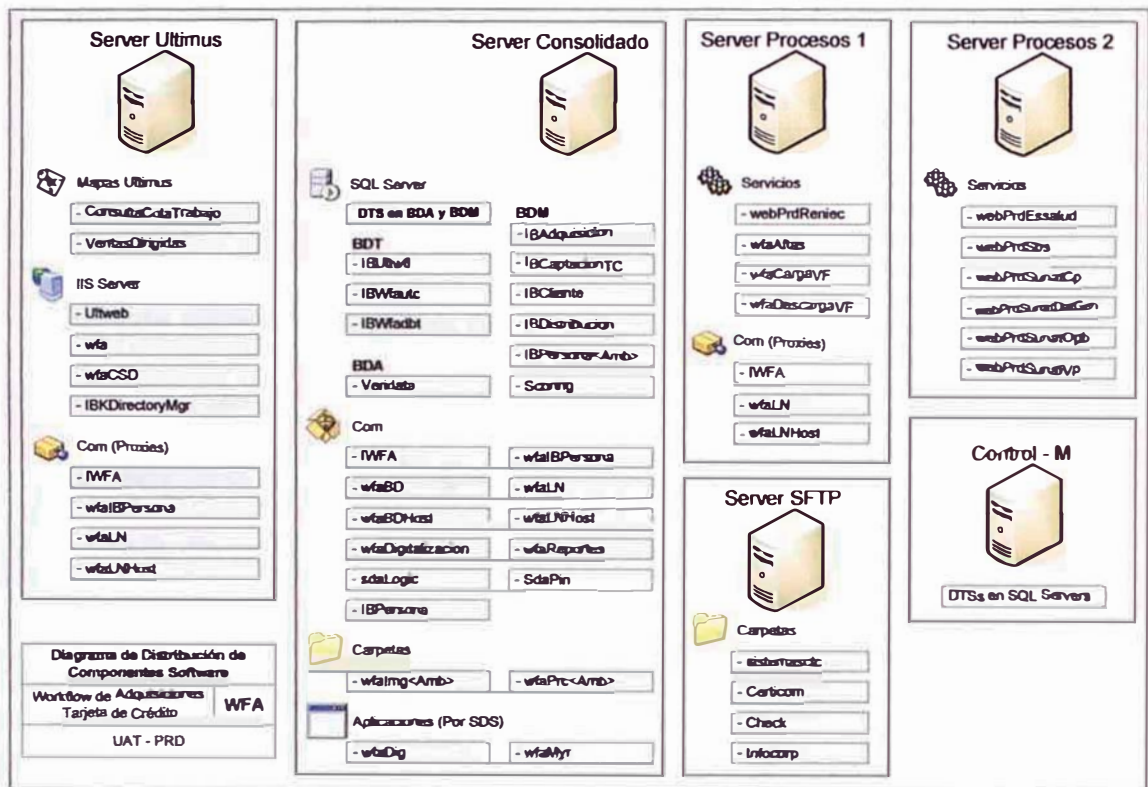 Server Ultimus
Mapas Ultimus
- ConsultaColaTrabajo
- VentasDirigidas
IIS Server
- Ultweb
- wfa
- wfaCSD
- IBKDirectoryMgr
Com (Proxies)
- IWFA
- wfaIBPersona
- wfaLN
- wfaLNHost
Diagrama de Distribución de
Componentes Software
Workflow de Adquisiciones
Tarjeta de Crédito
WFA
UAT - PRD
Server Consolidado
SQL Server
DTS en BDA y BDM
BDT
- IBWfautc
- IBWfadbt
BDA
- Veridata
BDM
- IBAdquisicion
- IBCaptacionTC
- IBCliente
- IBDistribucion
- IBPersona<Amb>
- Scoring
Com
- IWFA
- wfaBD
- wfaBDHost
- wfaDigitalizacion
- sdaLogic
- IBPersona
- wfaIBPersona
- wfaLN
- wfaLNHost
- wfaReportes
- SdaPin
Carpetas
- wfaImg<Amb>
- wfaPrc<Amb>
Aplicaciones (Por SDS)
- wfaDig
- wfaMyr
Server Procesos 1
Servicios
- webPrdReniec
- wfaAltas
- wfaCargaVF
- wfaDescargaVF
Com (Proxies)
- IWFA
- wfaLN
- wfaLNHost
Server SFTP
Carpetas
- Certicom
- Check
- Infocorp
Server Procesos 2
Servicios
- webPrdEssalud
- webPrdSbs
- webPrdSunatCp
- webPrdSunatDatGen
- webPrdSunatVp
Control - M
DTSs en SQL Servers